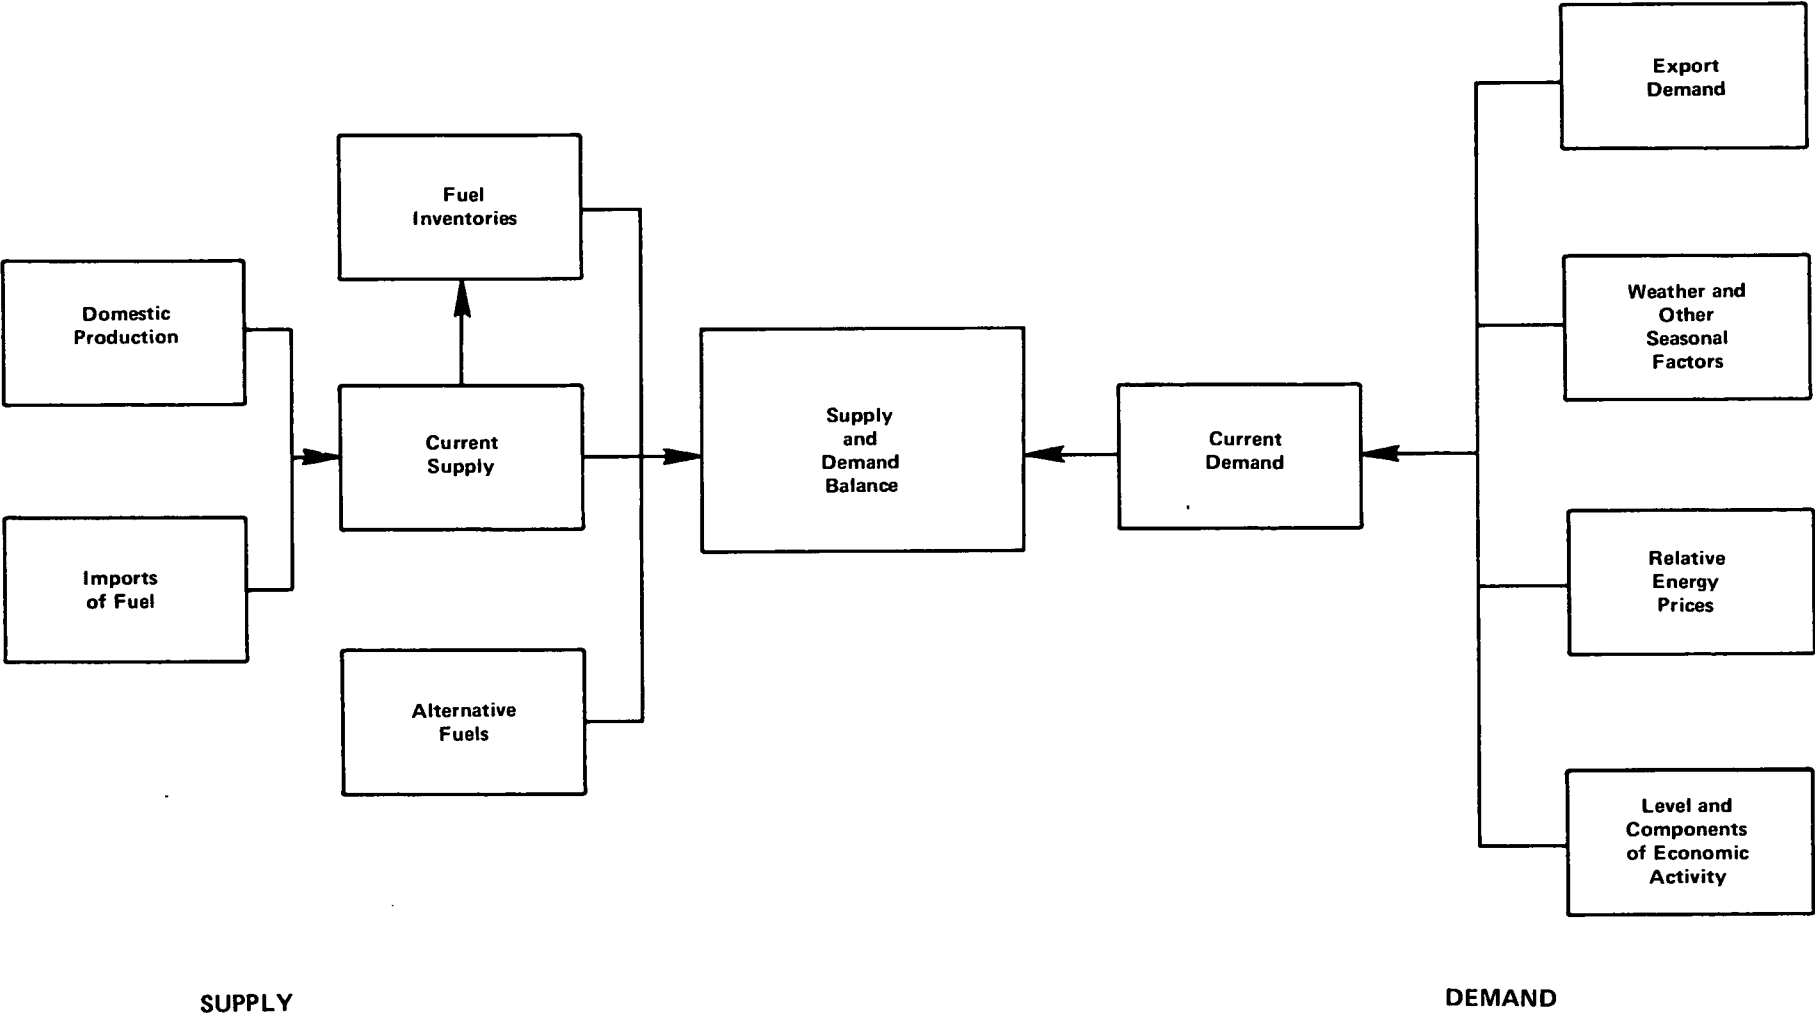 Export
Demand
Fuel
Inventories
Weather and
Other
Seasonal
Factors
Domestic
Production
Supply
and
Demand
Balance
Current
Supply
Current
Demand
Relative
Energy
Prices
Imports
of Fuel
Alternative
Fuels
Level and
Components
of Economic
Activity
SUPPLY
DEMAND